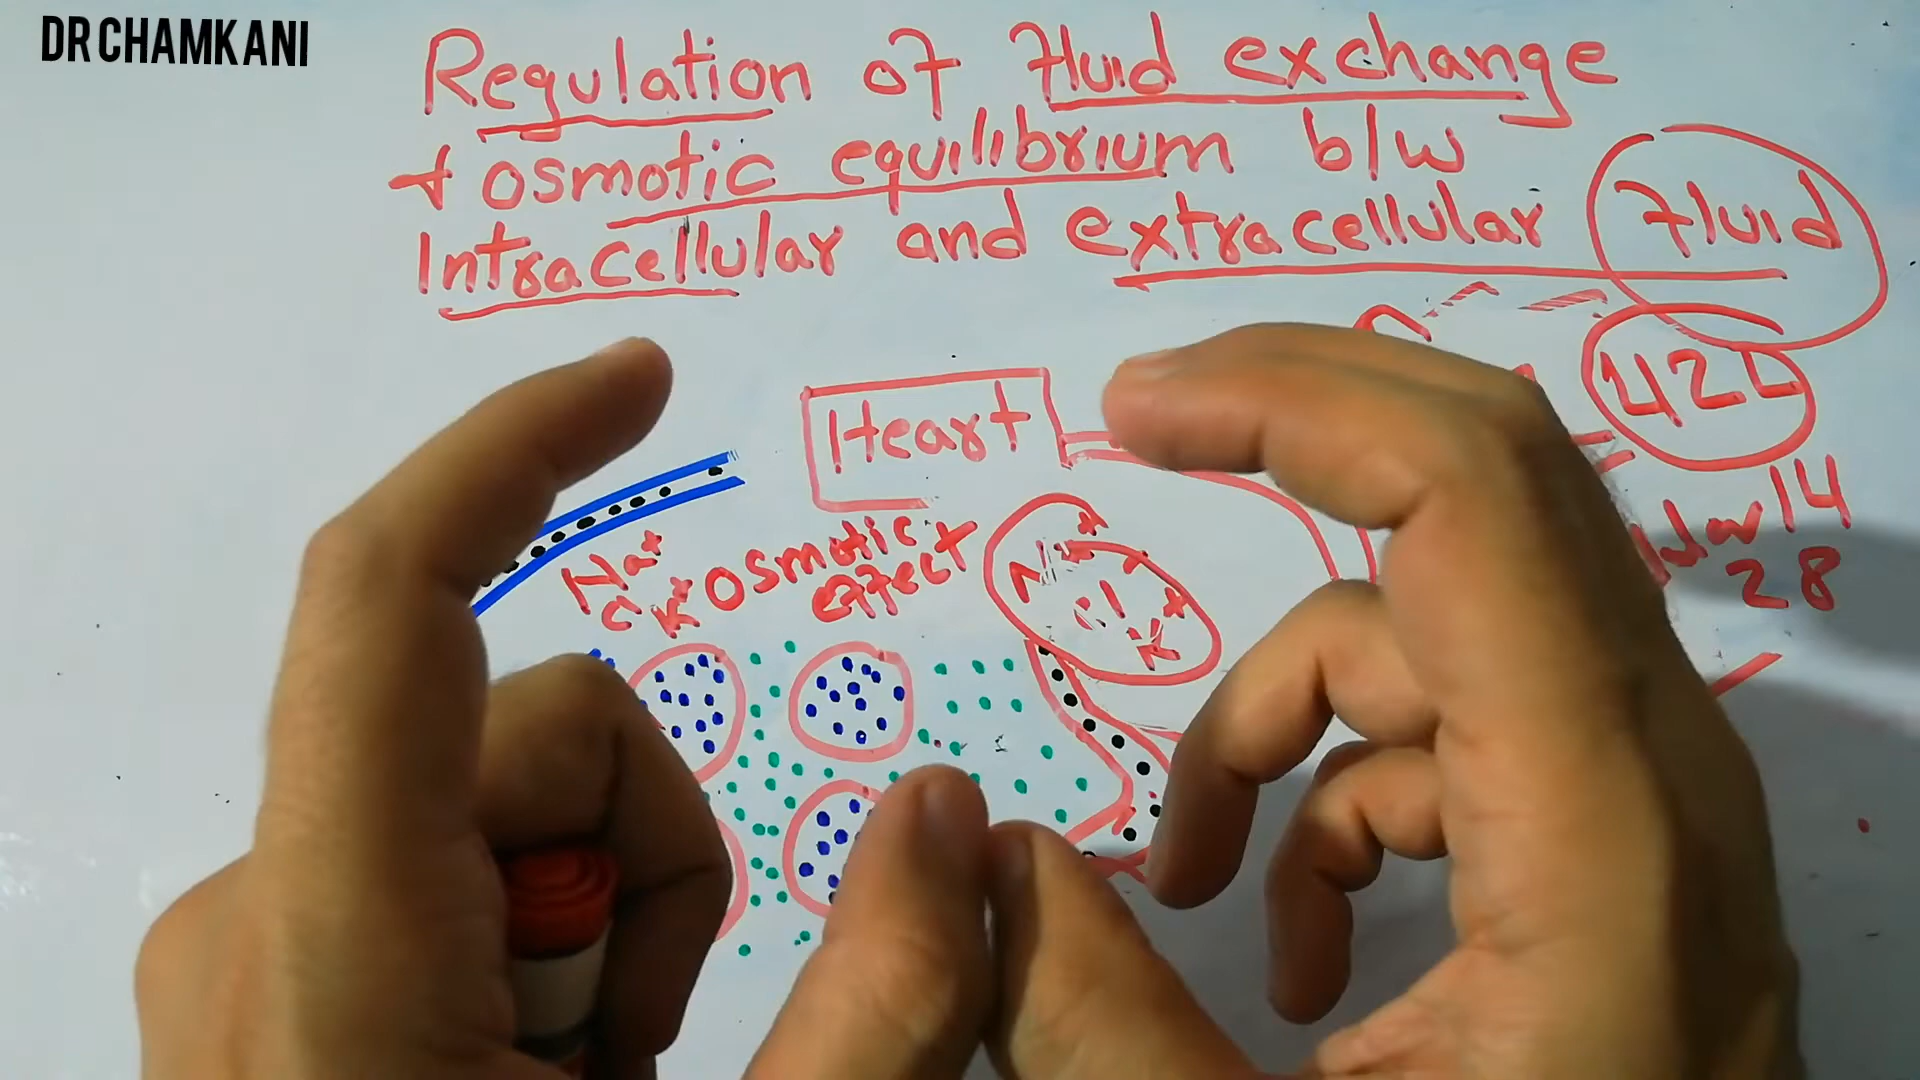 DR CHAMKANI
Regulation of Fluid exchange
+ osmotic equilibrium b/w
Intracellular and extracellular Fluid
42L
Heart
14
28
Na+
Cl
K+
Osmotic
effect
Na+
Cl
K+